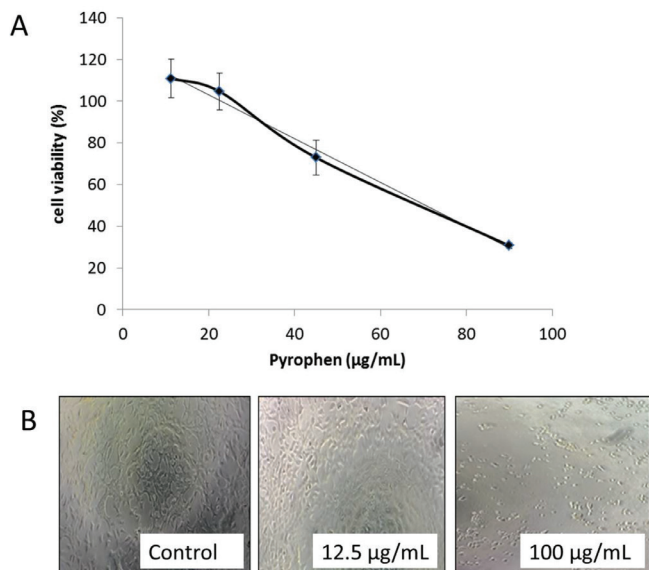 A
140
120
100
80
60
40
20
0
cell viability (%)
0 20 40 60 80 100
Pyrophen (µg/mL)
B
Control 12.5 µg/mL 100 µg/mL